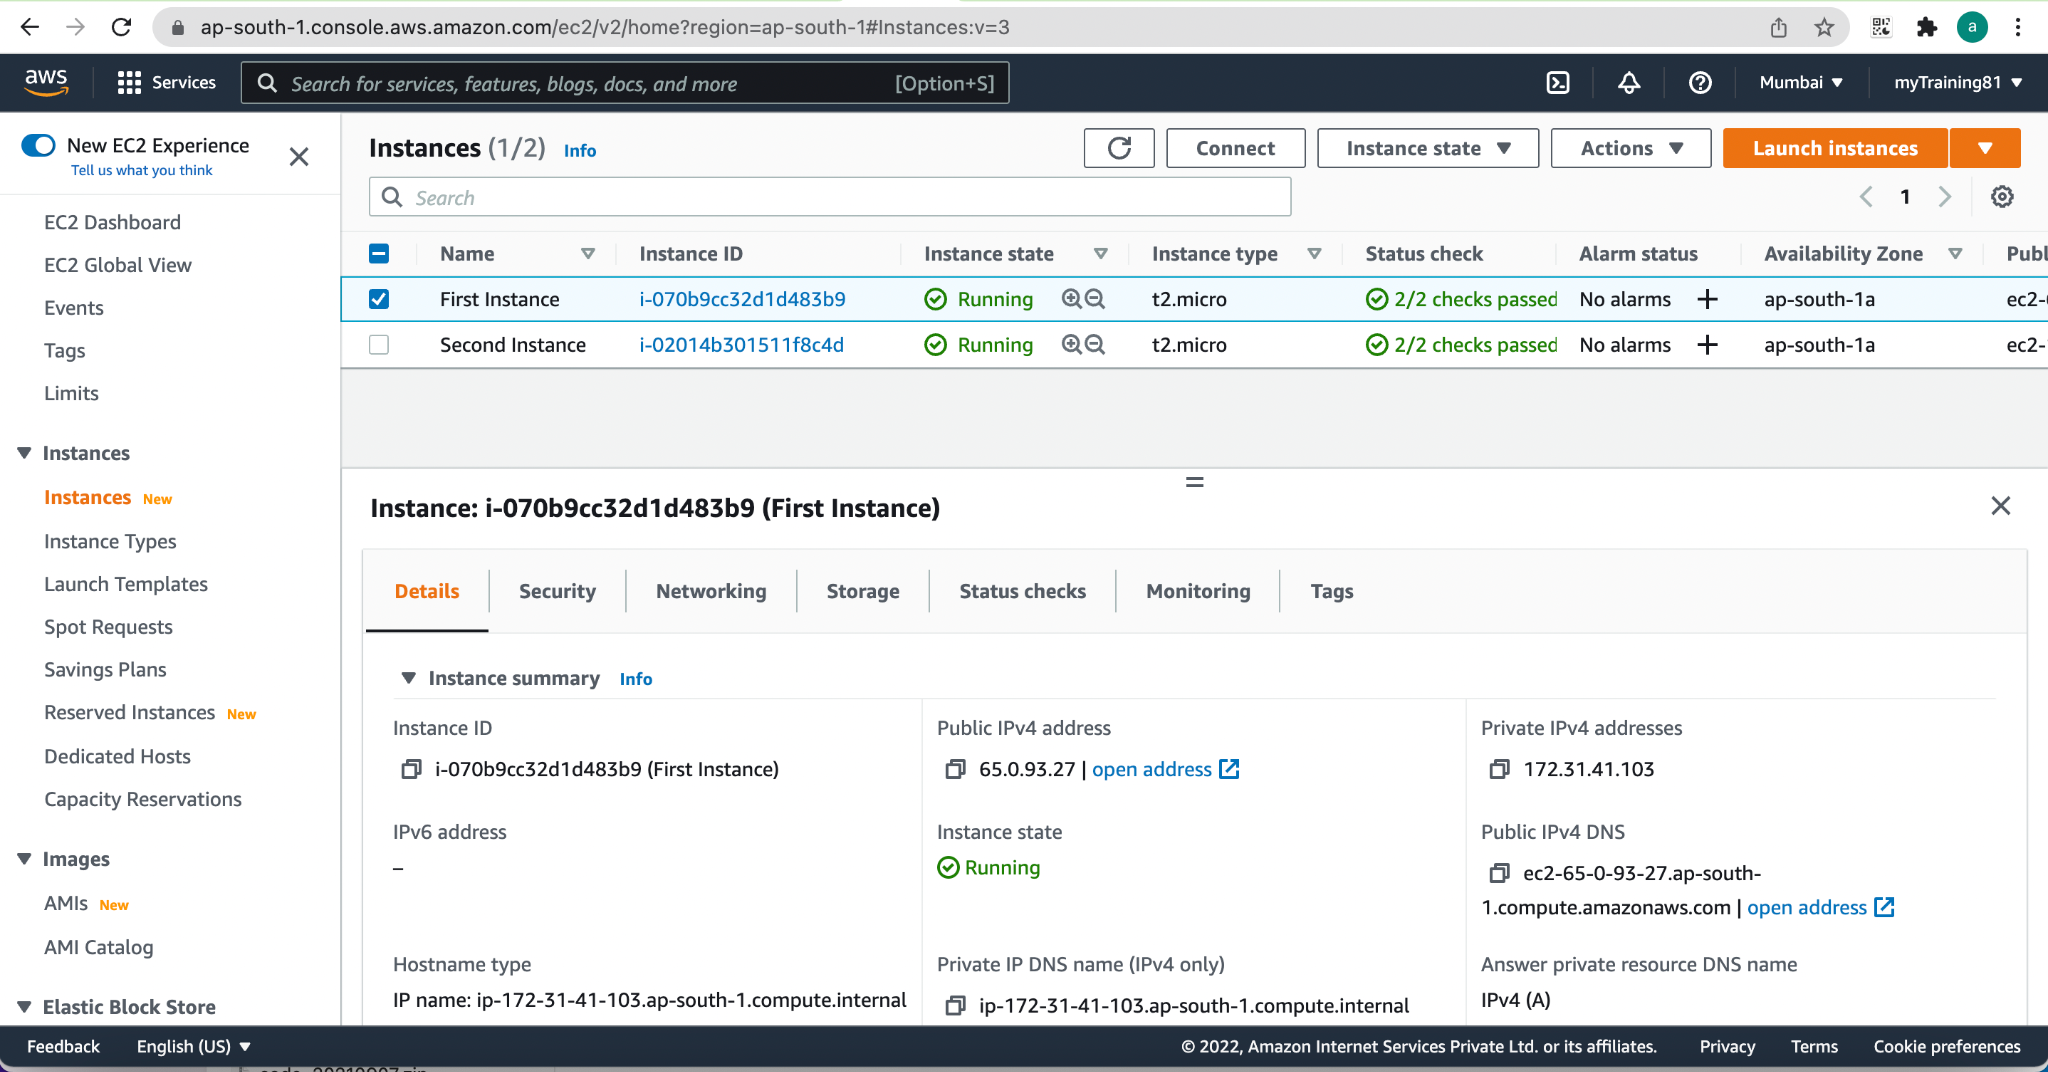 ap-south-1.console.aws.amazon.com/ec2/v2/home?region=ap-south-1#Instances:v=3
a
aws
Services
Search for services, features, blogs, docs, and more
[Option+S]
Mumbai
myTraining81
New EC2 Experience
Tell us what you think
EC2 Dashboard
EC2 Global View
Events
Tags
Limits
Instances
Instances New
Instance Types
Launch Templates
Spot Requests
Savings Plans
Reserved Instances New
Dedicated Hosts
Capacity Reservations
Images
AMIs New
AMI Catalog
Elastic Block Store
Instances (1/2) Info
Connect
Instance state
Actions
Launch instances
Search
1
Name Instance ID Instance state Instance type Status check Alarm status Availability Zone Publ
First Instance i-070b9cc32d1d483b9 Running t2.micro 2/2 checks passed No alarms + ap-south-1a ec2-
Second Instance i-02014b301511f8c4d Running t2.micro 2/2 checks passed No alarms + ap-south-1a ec2-
Instance: i-070b9cc32d1d483b9 (First Instance)
Details Security Networking Storage Status checks Monitoring Tags
Instance summary Info
Instance ID
i-070b9cc32d1d483b9 (First Instance)
Public IPv4 address
65.0.93.27 | open address
Private IPv4 addresses
172.31.41.103
IPv6 address
–
Instance state
Running
Public IPv4 DNS
ec2-65-0-93-27.ap-south-
1.compute.amazonaws.com | open address
Hostname type
IP name: ip-172-31-41-103.ap-south-1.compute.internal
Private IP DNS name (IPv4 only)
ip-172-31-41-103.ap-south-1.compute.internal
Answer private resource DNS name
IPv4 (A)
Feedback English (US)
© 2022, Amazon Internet Services Private Ltd. or its affiliates. Privacy Terms Cookie preferences